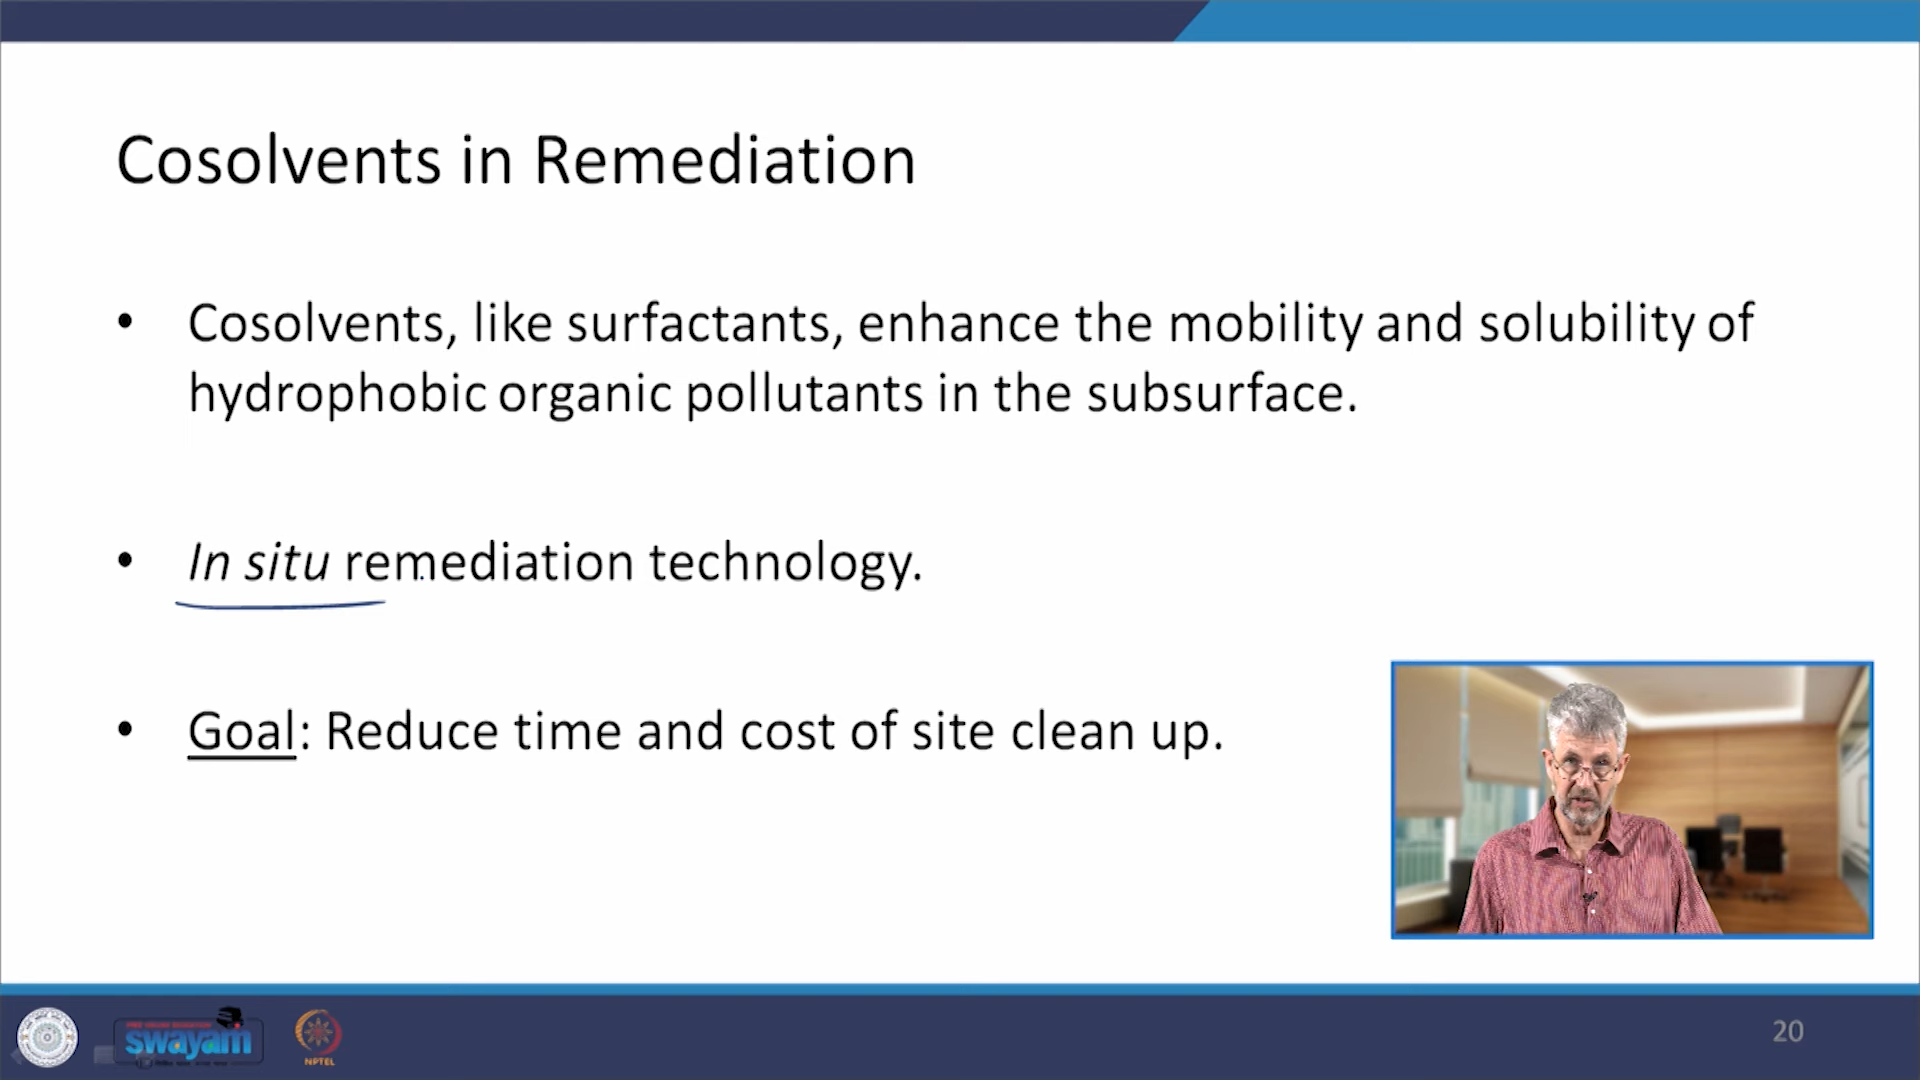 Cosolvents in Remediation
• Cosolvents, like surfactants, enhance the mobility and solubility of
hydrophobic organic pollutants in the subsurface.
• In situ remediation technology.
• Goal: Reduce time and cost of site clean up.
swayam
NPTEL
20